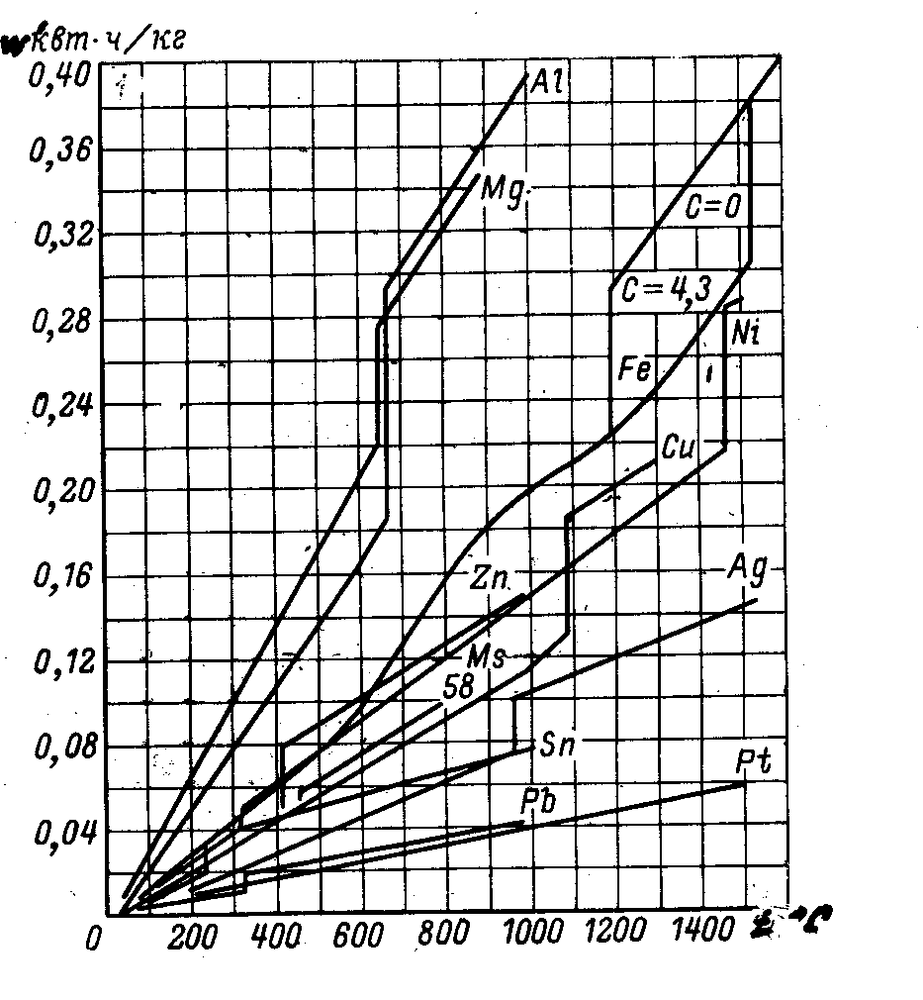 w квт·ч/кг
0,40
Al
0,36
Mg
0,32
C=0
C=4,3
0,28
Ni
Fe
0,24
Cu
0,20
0,16
Zn
Ag
0,12
Ms
58
0,08
Sn
Pt
Pb
0,04
0 200 400 600 800 1000 1200 1400 t °C